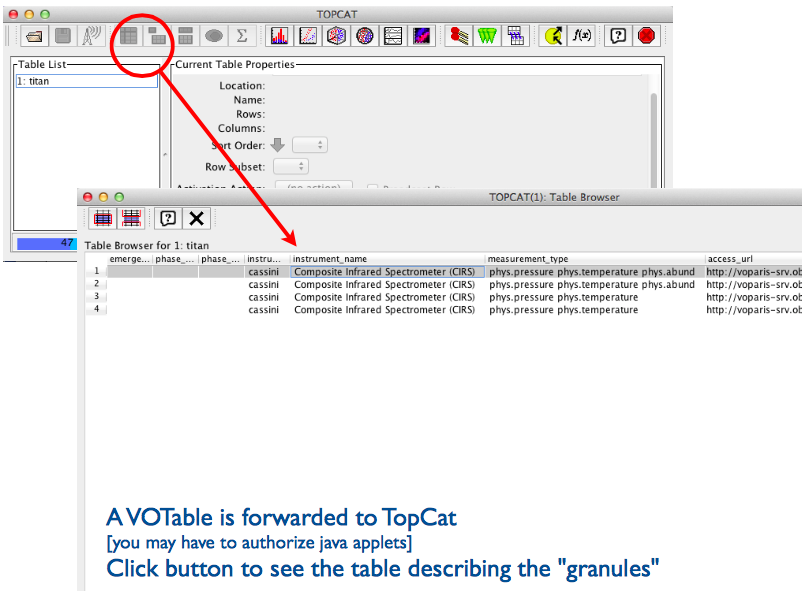 TOPCAT
Σ
f(x)
?
Table List
1: titan
Current Table Properties
Location:
Name:
Rows:
Columns:
Sort Order:
Row Subset:
Activation Action: (no action)
47
TOPCAT(1): Table Browser
?
Table Browser for 1: titan
emerge... phase_... phase_... instru... instrument_name measurement_type access_url
1 cassini Composite Infrared Spectrometer (CIRS) phys.pressure phys.temperature phys.abund http://voparis-srv.ob
2 cassini Composite Infrared Spectrometer (CIRS) phys.pressure phys.temperature phys.abund http://voparis-srv.ob
3 cassini Composite Infrared Spectrometer (CIRS) phys.pressure phys.temperature http://voparis-srv.ob
4 cassini Composite Infrared Spectrometer (CIRS) phys.pressure phys.temperature http://voparis-srv.ob
A VOTable is forwarded to TopCat
[you may have to authorize java applets]
Click button to see the table describing the "granules"